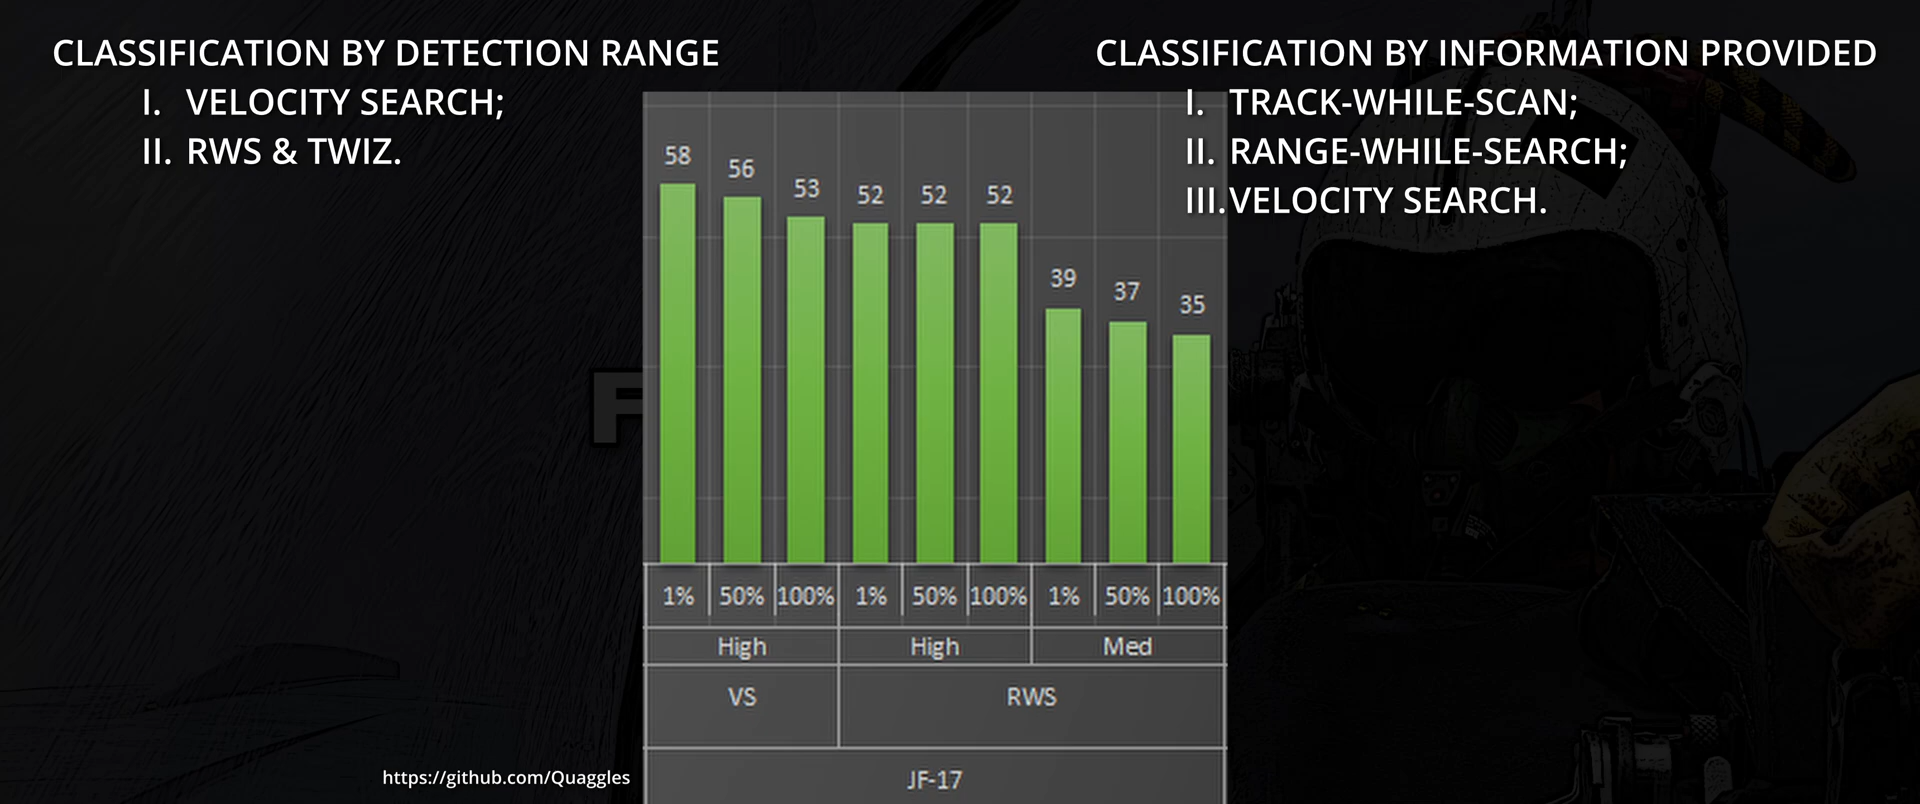 CLASSIFICATION BY DETECTION RANGE
I. VELOCITY SEARCH;
II. RWS & TWIZ.
CLASSIFICATION BY INFORMATION PROVIDED
I. TRACK-WHILE-SCAN;
II. RANGE-WHILE-SEARCH;
III.VELOCITY SEARCH.
58 56 53 52 52 52 39 37 35
1% 50% 100% 1% 50% 100% 1% 50% 100%
High High Med
VS RWS
JF-17
F
https://github.com/Quaggles